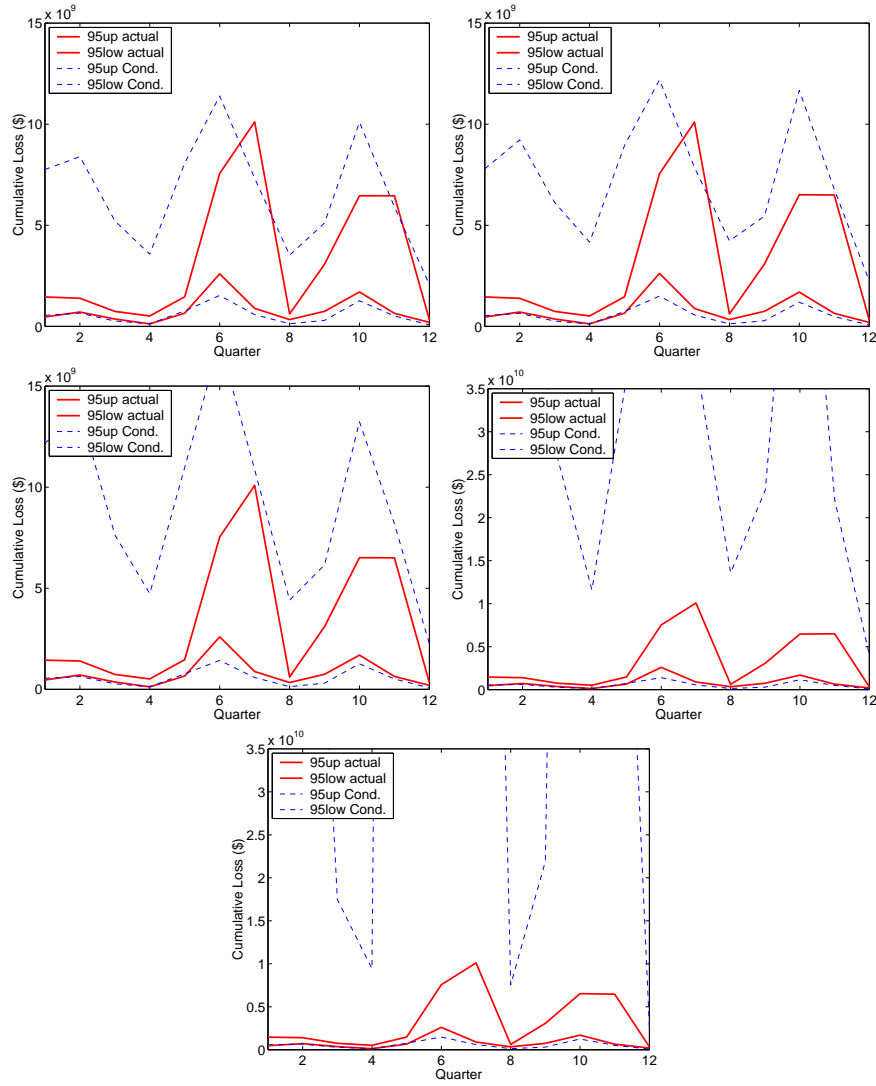 x 10^9
15
10
5
0
Cumulative Loss ($)
95up actual
95low actual
95up Cond.
95low Cond.
2 4 6 8 10 12
Quarter
x 10^9
15
10
5
0
Cumulative Loss ($)
95up actual
95low actual
95up Cond.
95low Cond.
2 4 6 8 10 12
Quarter
15 x 10^9
10
5
0
Cumulative Loss ($)
95up actual
95low actual
95up Cond.
95low Cond.
2 4 6 8 10 12
Quarter
3.5 x 10^10
3
2.5
2
1.5
1
0.5
0
Cumulative Loss ($)
95up actual
95low actual
95up Cond.
95low Cond.
2 4 6 8 10 12
Quarter
3.5 x 10^10
3
2.5
2
1.5
1
0.5
0
Cumulative Loss ($)
95up actual
95low actual
95up Cond.
95low Cond.
2 4 6 8 10 12
Quarter